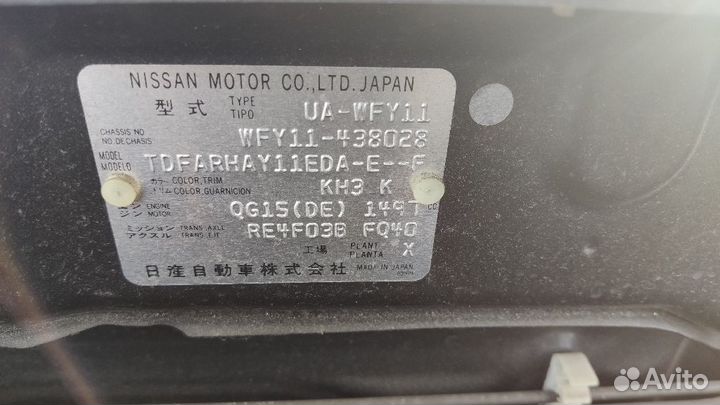 NISSAN MOTOR CO.,LTD.JAPAN
型式 TYPE TIPO UA-WFY11
CHASSIS NO NO.DE CHASIS WFY11-438028
MODEL MODELO TDFARHAY11EDA-E--F
カラー COLOR,TRIM トリム COLOR,GUARNICION KH3 K
エン ENGINE ジン MOTOR QG15(DE) 1497 CC
ミッション TRANS.AXLE アクスル TRANS.EJE RE4F03B FQ40
工場 PLANT PLANTA X
日産自動車株式会社 MADE IN JAPAN
Avito